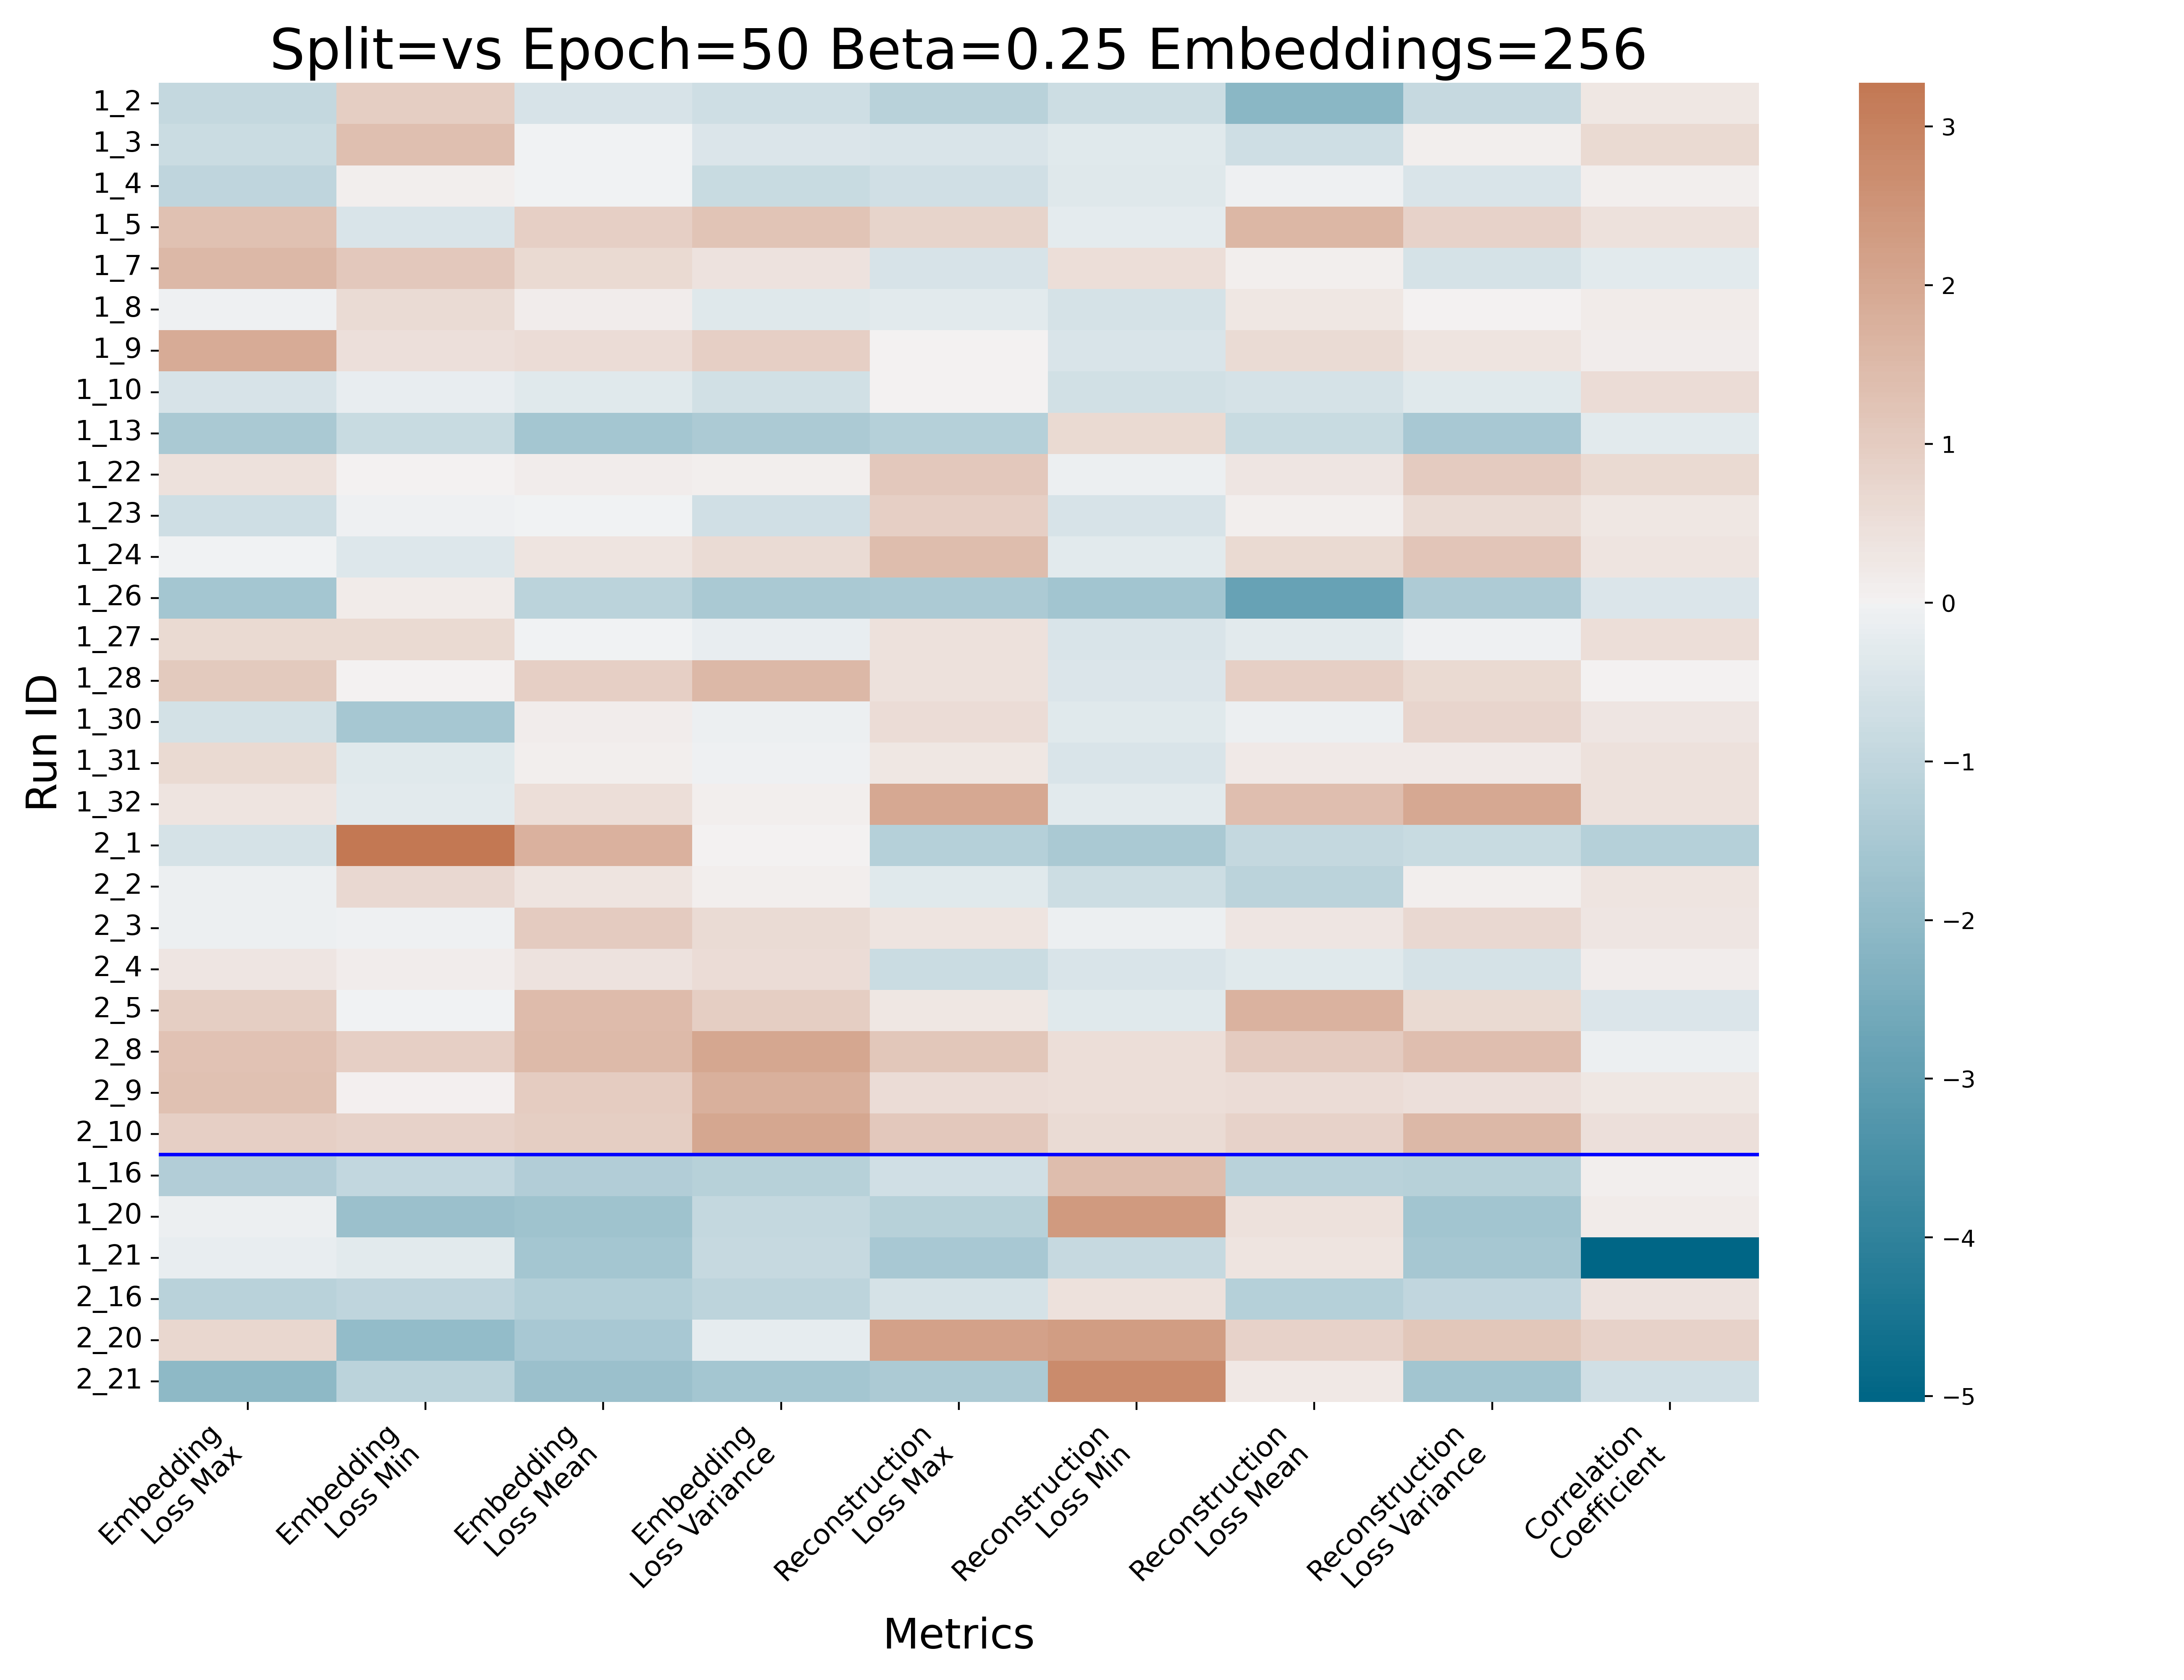 Split=vs Epoch=50 Beta=0.25 Embeddings=256
Run ID
1_2
1_3
1_4
1_5
1_7
1_8
1_9
1_10
1_13
1_22
1_23
1_24
1_26
1_27
1_28
1_30
1_31
1_32
2_1
2_2
2_3
2_4
2_5
2_8
2_9
2_10
1_16
1_20
1_21
2_16
2_20
2_21
Embedding
Loss Max
Embedding
Loss Min
Embedding
Loss Mean
Embedding
Loss Variance
Reconstruction
Loss Max
Reconstruction
Loss Min
Reconstruction
Loss Mean
Reconstruction
Loss Variance
Correlation
Coefficient
Metrics
3
2
1
0
−1
−2
−3
−4
−5